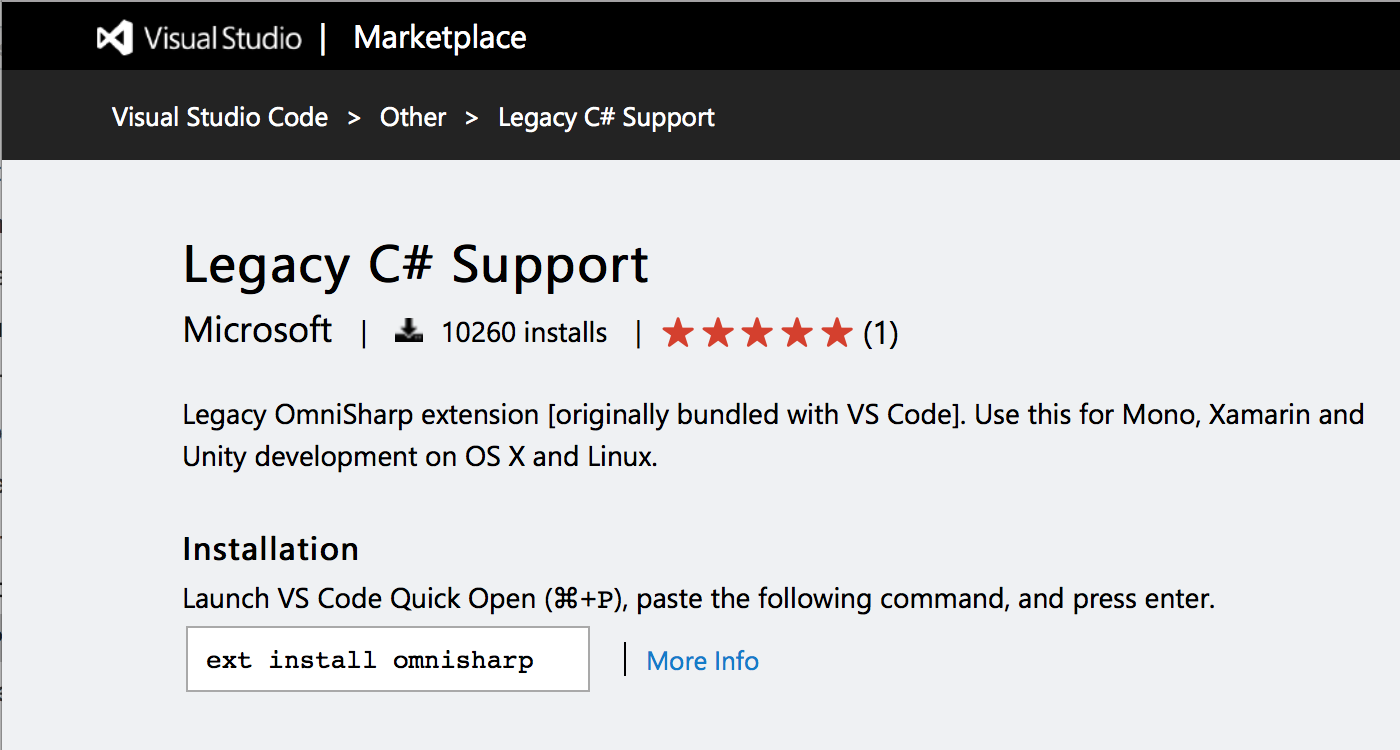 Visual Studio | Marketplace
Visual Studio Code > Other > Legacy C# Support
Legacy C# Support
Microsoft | 10260 installs | (1)
Legacy OmniSharp extension [originally bundled with VS Code]. Use this for Mono, Xamarin and
Unity development on OS X and Linux.
Installation
Launch VS Code Quick Open (⌘+P), paste the following command, and press enter.
ext install omnisharp | More Info